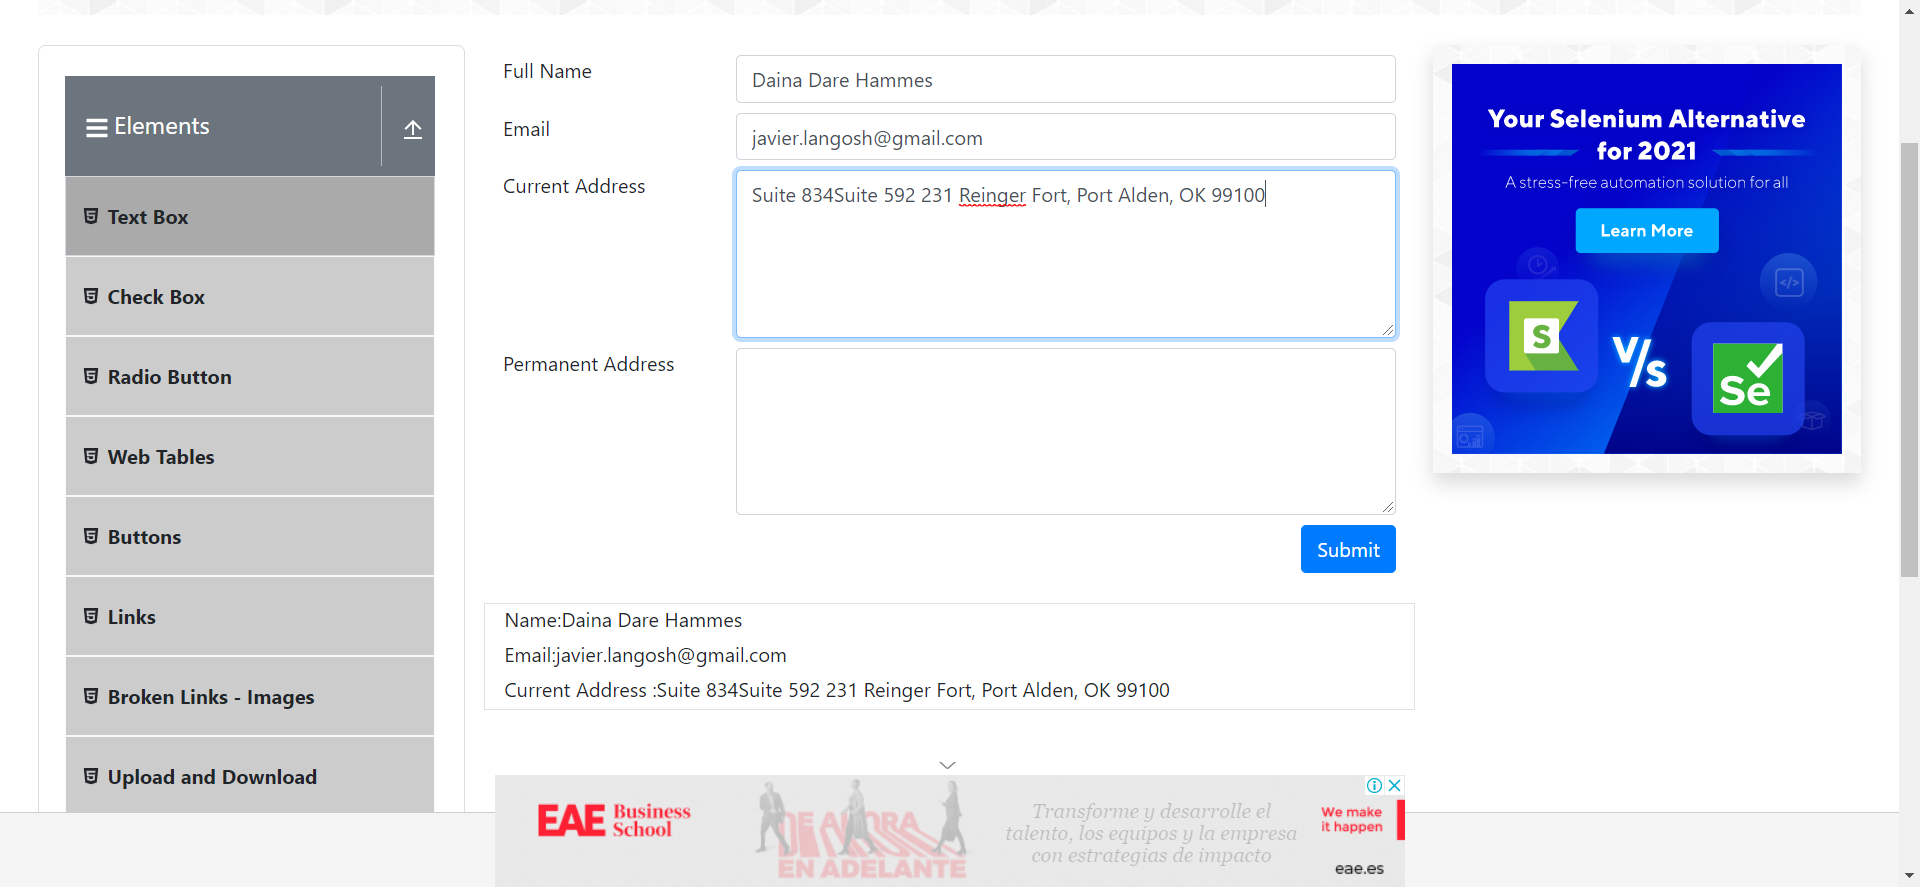 Elements
Text Box
Check Box
Radio Button
Web Tables
Buttons
Links
Broken Links - Images
Upload and Download
Full Name
Daina Dare Hammes
Email
javier.langosh@gmail.com
Current Address
Suite 834Suite 592 231 Reinger Fort, Port Alden, OK 99100
Permanent Address
Submit
Name:Daina Dare Hammes
Email:javier.langosh@gmail.com
Current Address :Suite 834Suite 592 231 Reinger Fort, Port Alden, OK 99100
Your Selenium Alternative
for 2021
A stress-free automation solution for all
Learn More
</>
S
V/s
Se
EAE Business
School
DE AHORA
EN ADELANTE
Transforme y desarrolle el
talento, los equipos y la empresa
con estrategias de impacto
We make
it happen
eae.es